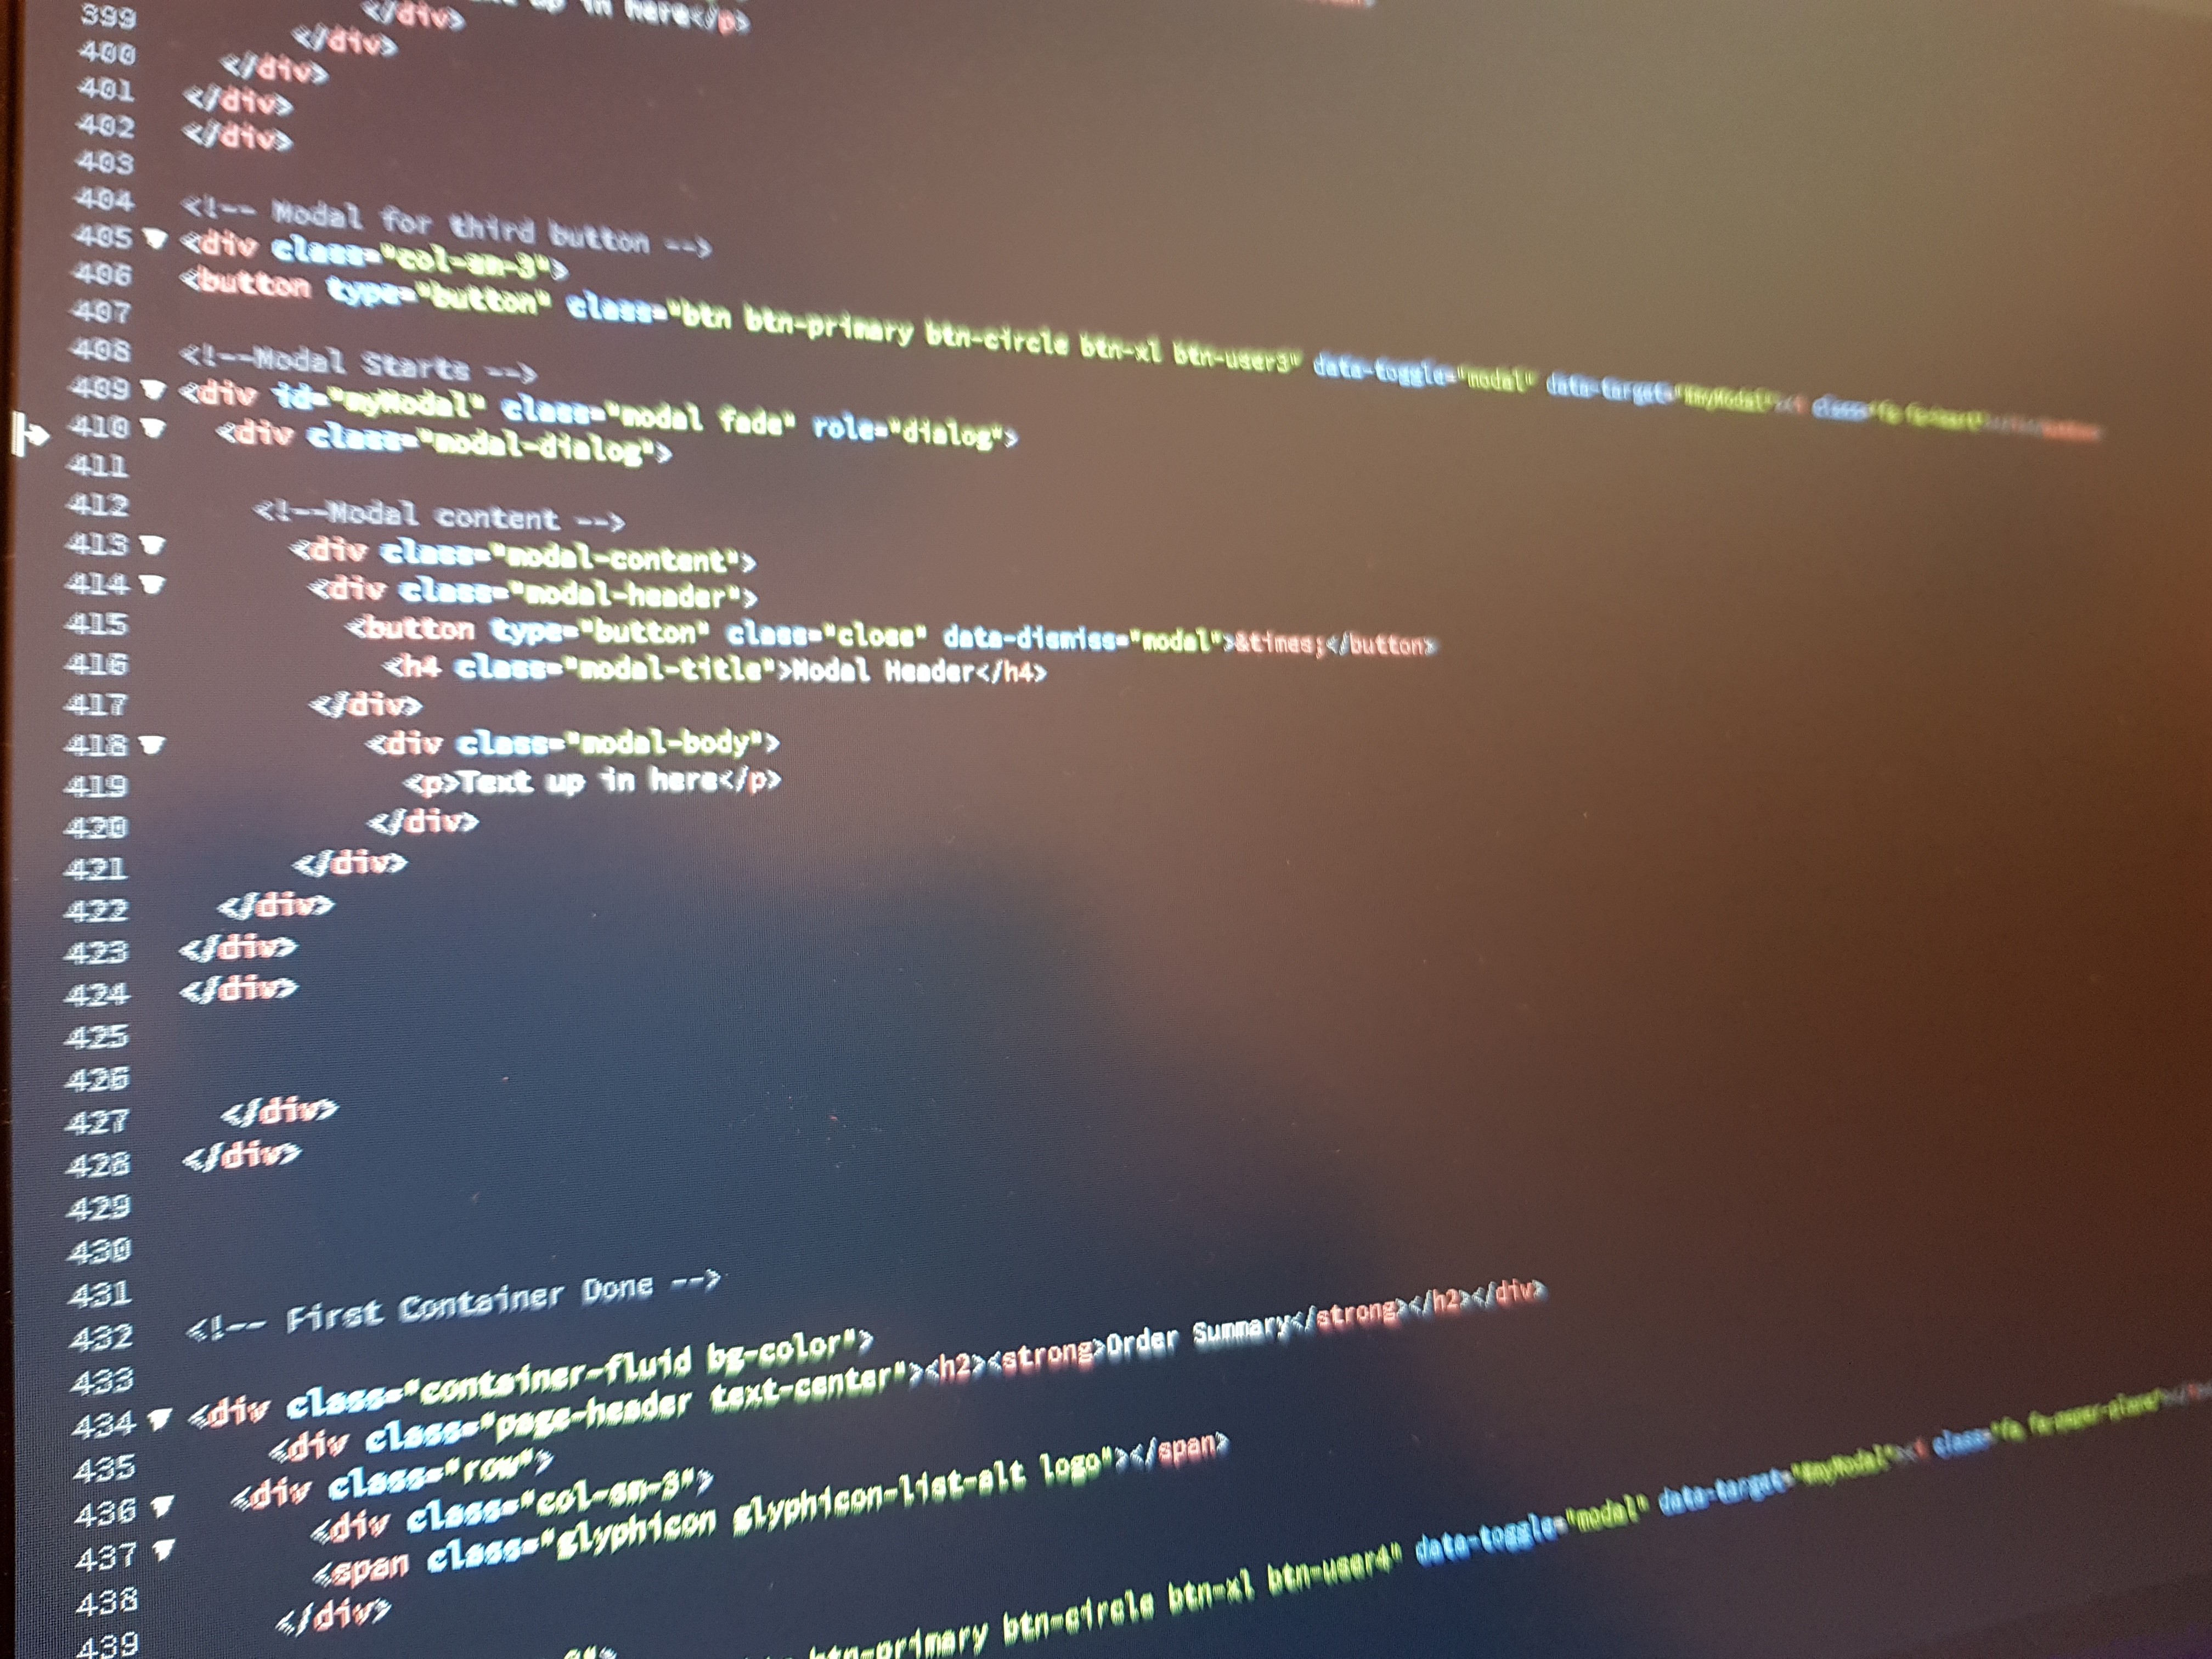 399 </div>
up in here</p>
400 </div>
401 </div>
402 </div>
403 </div>
404
405 <!-- Modal for third button -->
406 <div class="col-sm-3">
407 <button type="button" class="btn btn-primary btn-circle btn-xl btn-user3" data-toggle="modal" data-target="#myModal"><i class="fa
408
409 <!--Modal Starts -->
410 <div id="myModal" class="modal fade" role="dialog">
411 <div class="modal-dialog">
412
413 <!--Modal content -->
414 <div class="modal-content">
415 <div class="modal-header">
416 <button type="button" class="close" data-dismiss="modal">&times;</button>
417 <h4 class="modal-title">Modal Header</h4>
418 </div>
419 <div class="modal-body">
420 <p>Text up in here</p>
421 </div>
422 </div>
423 </div>
424 </div>
425 </div>
426
427 </div>
428 </div>
429
430
431
432 <!-- First Container Done -->
433
434 <div class="container-fluid bg-color">
435 <div class="page-header text-center"><h2><strong>Order Summary</strong></h2></div>
436 <div class="row">
437 <div class="col-sm-3">
438 <span class="glyphicon glyphicon-list-alt logo"></span>
439 </div>
btn-primary btn-circle btn-xl btn-user4" data-toggle="modal" data-target="#myModal"><i class="fa fa-paper-plane"></i>